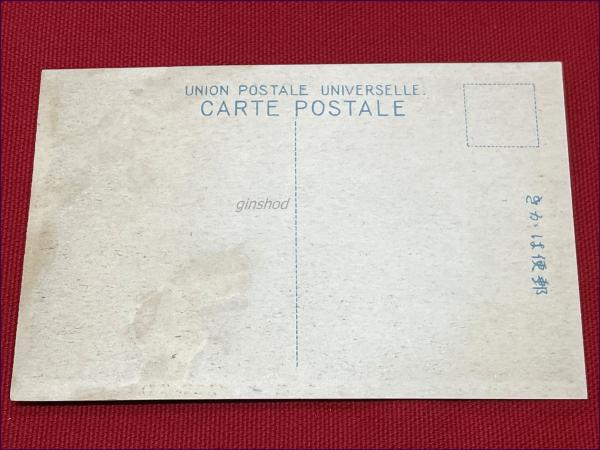 UNION POSTALE UNIVERSELLE.
CARTE POSTALE
ginshod
きがは便郵